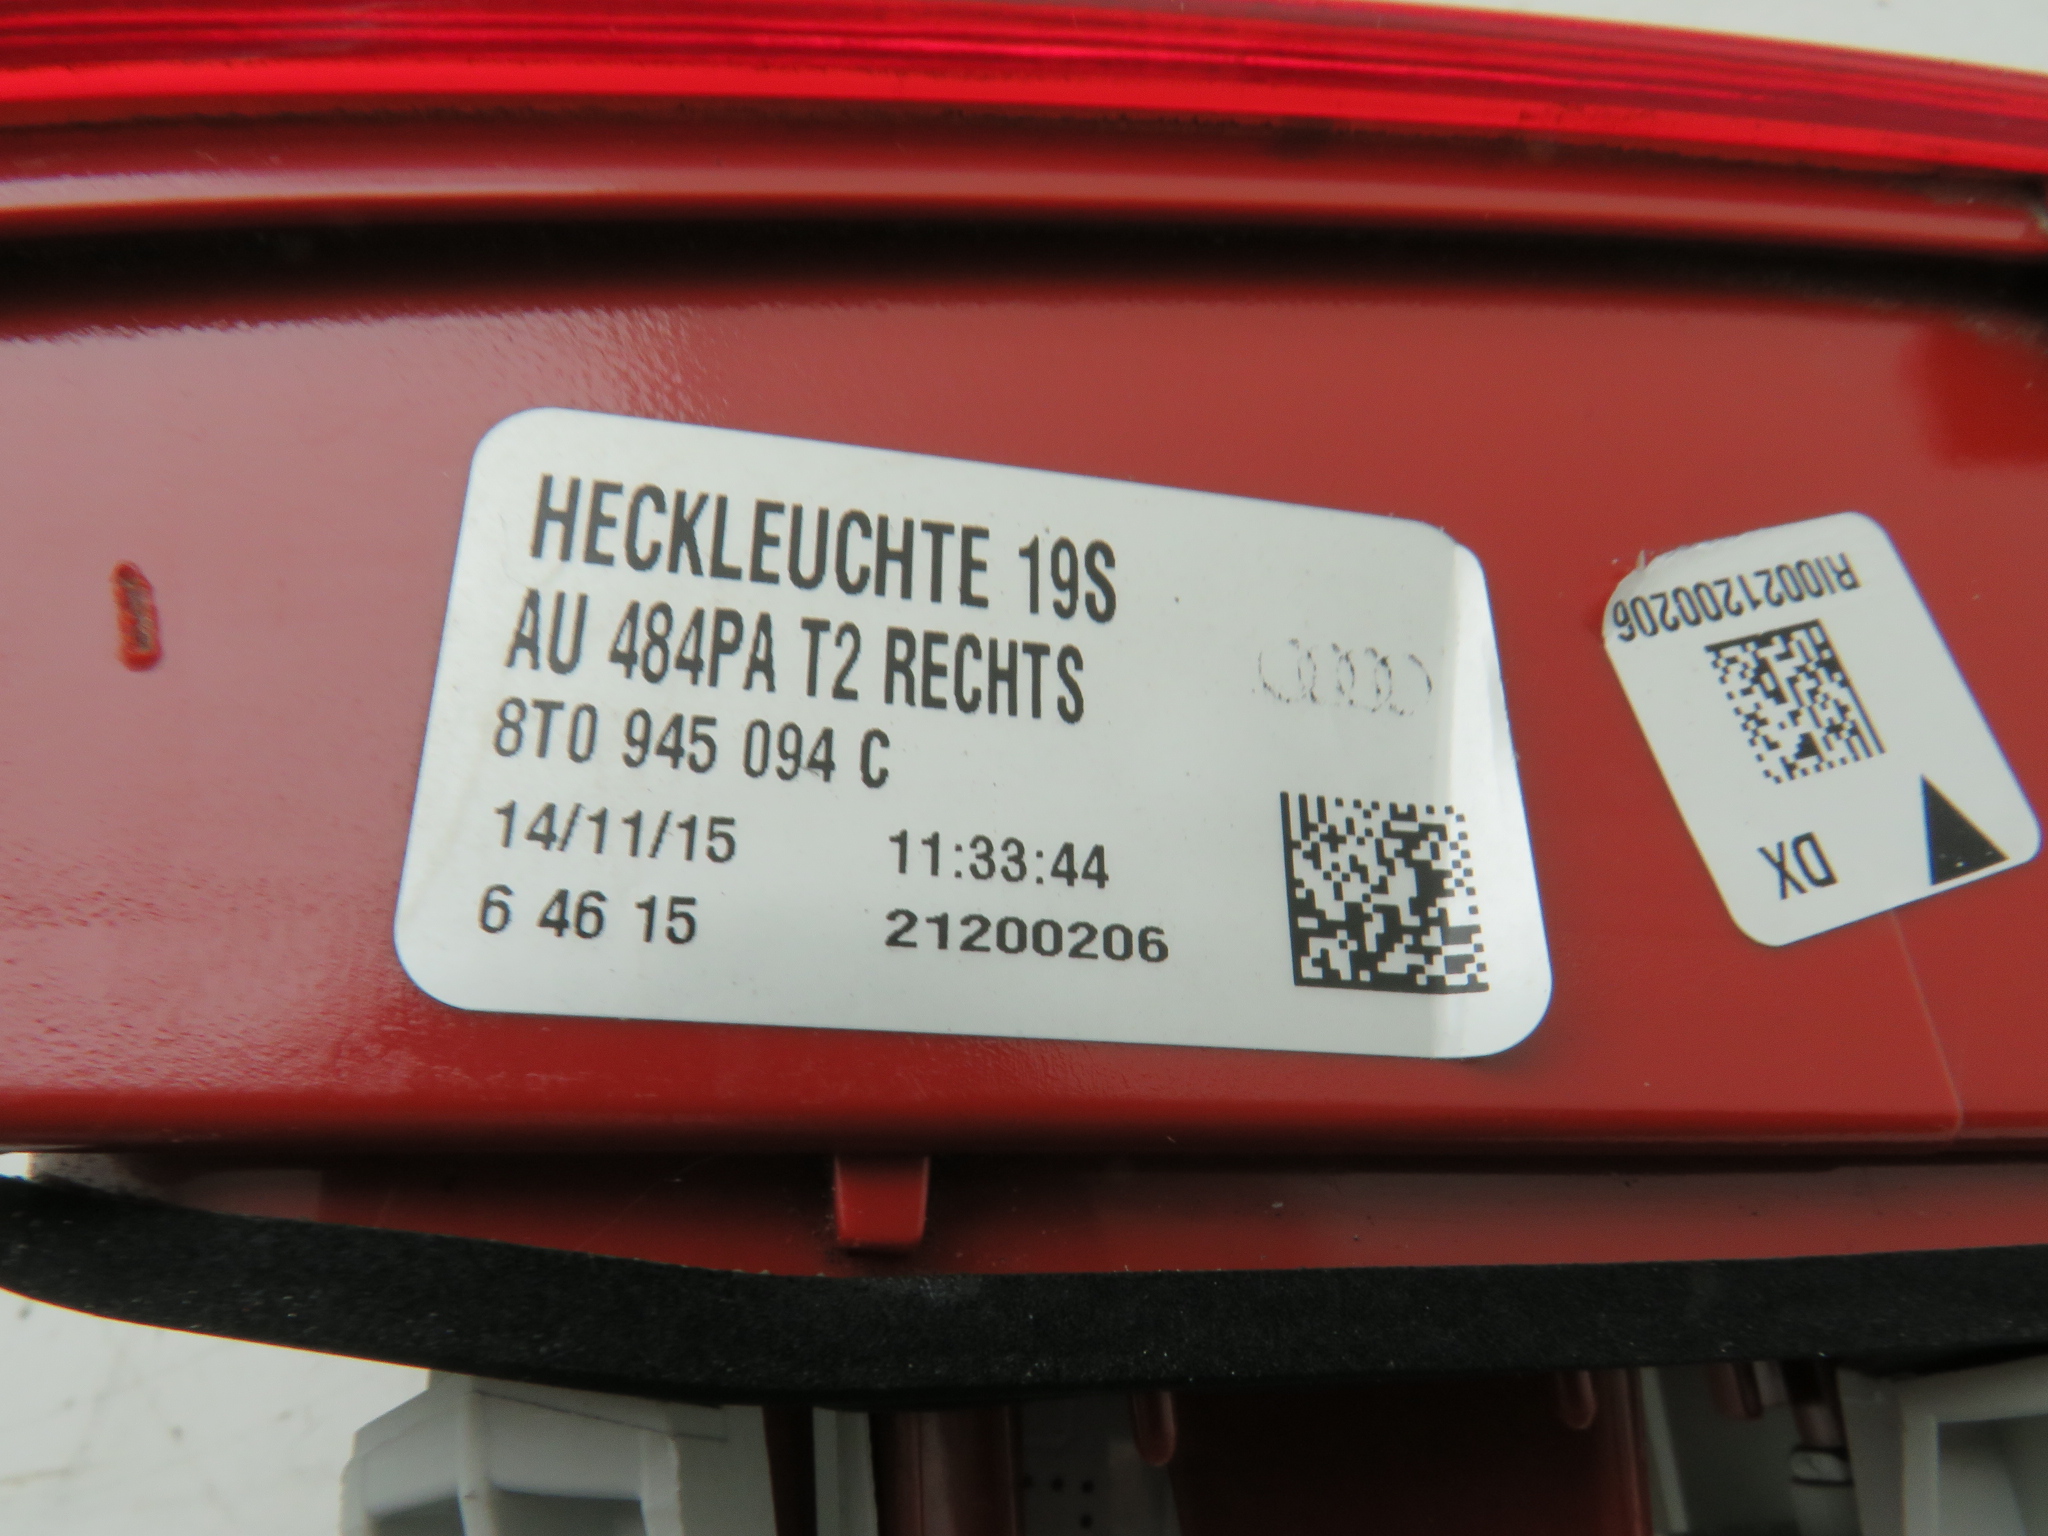 HECKLEUCHTE 19S
AU 484PA T2 RECHTS
8T0 945 094 C
14/11/15 11:33:44
6 46 15 21200206
RI0021200206
DX